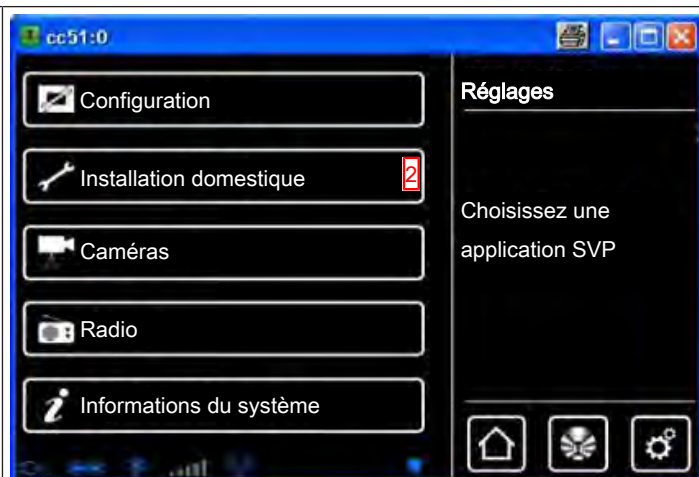 cc51:0
Configuration
Installation domestique 2
Caméras
Radio
Informations du système
Réglages
Choisissez une
application SVP